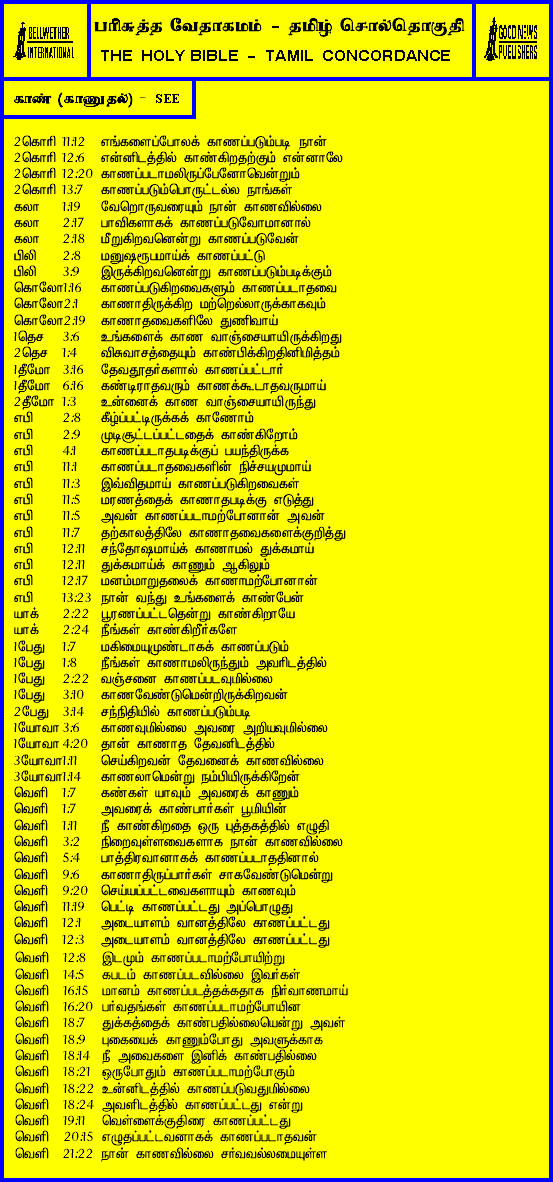 BELLWETHER
INTERNATIONAL
பரிசுத்த வேதாகமம் - தமிழ் சொல்தொகுதி
THE HOLY BIBLE - TAMIL CONCORDANCE
GOOD NEWS
PUBLISHERS
காண் (காணுதல்) - SEE
2கொரி 11:12 எங்களைப்போலக் காணப்படும்படி நான்
2கொரி 12:6 என்னிடத்தில் காண்கிறதற்கும் என்னாலே
2கொரி 12:20 காணப்படாமலிருப்பேனோவென்றும்
2கொரி 13:7 காணப்படும்பொருட்டல்ல நாங்கள்
கலா 1:19 வேறொருவரையும் நான் காணவில்லை
கலா 2:17 பாவிகளாகக் காணப்படுவோமானால்
கலா 2:18 மீறுகிறவனென்று காணப்படுவேன்
பிலி 2:8 மனுஷரூபமாய்க் காணப்பட்டு
பிலி 3:9 இருக்கிறவனென்று காணப்படும்படிக்கும்
கொலோ1:16 காணப்படுகிறவைகளும் காணப்படாதவை
கொலோ2:1 காணாதிருக்கிற மற்றெல்லாருக்காகவும்
கொலோ2:19 காணாதவைகளிலே துணிவாய்
1தெச 3:6 உங்களைக் காண வாஞ்சையாயிருக்கிறது
2தெச 1:4 விசுவாசத்தையும் காண்பிக்கிறதினிமித்தம்
1தீமோ 3:16 தேவதூதர்களால் காணப்பட்டார்
1தீமோ 6:16 கண்டிராதவரும் காணக்கூடாதவருமாய்
2தீமோ 1:3 உன்னைக் காண வாஞ்சையாயிருந்து
எபி 2:8 கீழ்ப்பட்டிருக்கக் காணோம்
எபி 2:9 முடிசூட்டப்பட்டதைக் காண்கிறோம்
எபி 4:1 காணப்படாதபடிக்குப் பயந்திருக்க
எபி 11:1 காணப்படாதவைகளின் நிச்சயமுமாய்
எபி 11:3 இவ்விதமாய் காணப்படுகிறவைகள்
எபி 11:5 மரணத்தைக் காணாதபடிக்கு எடுத்து
எபி 11:5 அவன் காணப்படாமற்போனான் அவன்
எபி 11:7 தற்காலத்திலே காணாதவைகளைக்குறித்து
எபி 12:11 சந்தோஷமாய்க் காணாமல் துக்கமாய்
எபி 12:11 துக்கமாய்க் காணும் ஆகிலும்
எபி 12:17 மனம்மாறுதலைக் காணாமற்போனான்
எபி 13:23 நான் வந்து உங்களைக் காண்பேன்
யாக் 2:22 பூரணப்பட்டதென்று காண்கிறாயே
யாக் 2:24 நீங்கள் காண்கிறீர்களே
1பேது 1:7 மகிமையுமுண்டாகக் காணப்படும்
1பேது 1:8 நீங்கள் காணாமலிருந்தும் அவரிடத்தில்
1பேது 2:22 வஞ்சனை காணப்படவுமில்லை
1பேது 3:10 காணவேண்டுமென்றிருக்கிறவன்
2பேது 3:14 சந்நிதியில் காணப்படும்படி
1யோவா 3:6 காணவுமில்லை அவரை அறியவுமில்லை
1யோவா 4:20 தான் காணாத தேவனிடத்தில்
3யோவா1:11 செய்கிறவன் தேவனைக் காணவில்லை
3யோவா1:14 காணலாமென்று நம்பியிருக்கிறேன்
வெளி 1:7 கண்கள் யாவும் அவரைக் காணும்
வெளி 1:7 அவரைக் காண்பார்கள் பூமியின்
வெளி 1:11 நீ காண்கிறதை ஒரு புத்தகத்தில் எழுதி
வெளி 3:2 நிறைவுள்ளவைகளாக நான் காணவில்லை
வெளி 5:4 பாத்திரவானாகக் காணப்படாததினால்
வெளி 9:6 காணாதிருப்பார்கள் சாகவேண்டுமென்று
வெளி 9:20 செய்யப்பட்டவைகளாயும் காணவும்
வெளி 11:19 பெட்டி காணப்பட்டது அப்பொழுது
வெளி 12:1 அடையாளம் வானத்திலே காணப்பட்டது
வெளி 12:3 அடையாளம் வானத்திலே காணப்பட்டது
வெளி 12:8 இடமும் காணப்படாமற்போயிற்று
வெளி 14:5 கபடம் காணப்படவில்லை இவர்கள்
வெளி 16:15 மானம் காணப்படத்தக்கதாக நிர்வாணமாய்
வெளி 16:20 பர்வதங்கள் காணப்படாமற்போயின
வெளி 18:7 துக்கத்தைக் காண்பதில்லையென்று அவள்
வெளி 18:9 புகையைக் காணும்போது அவளுக்காக
வெளி 18:14 நீ அவைகளை இனிக் காண்பதில்லை
வெளி 18:21 ஒருபோதும் காணப்படாமற்போகும்
வெளி 18:22 உன்னிடத்தில் காணப்படுவதுமில்லை
வெளி 18:24 அவளிடத்தில் காணப்பட்டது என்று
வெளி 19:11 வெள்ளைக்குதிரை காணப்பட்டது
வெளி 20:15 எழுதப்பட்டவனாகக் காணப்படாதவன்
வெளி 21:22 நான் காணவில்லை சர்வவல்லமையுள்ள